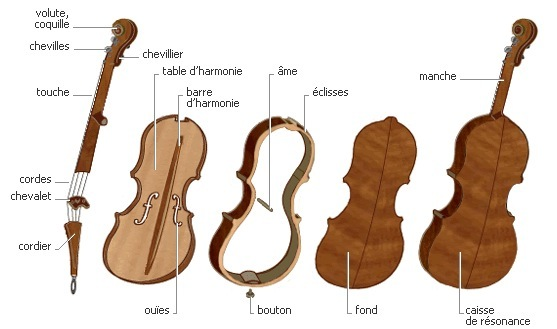 volute,
coquille
chevilles
chevillier
touche
table d'harmonie
barre
d'harmonie
âme
éclisses
manche
cordes
chevalet
cordier
ouïes
bouton
fond
caisse
de résonance